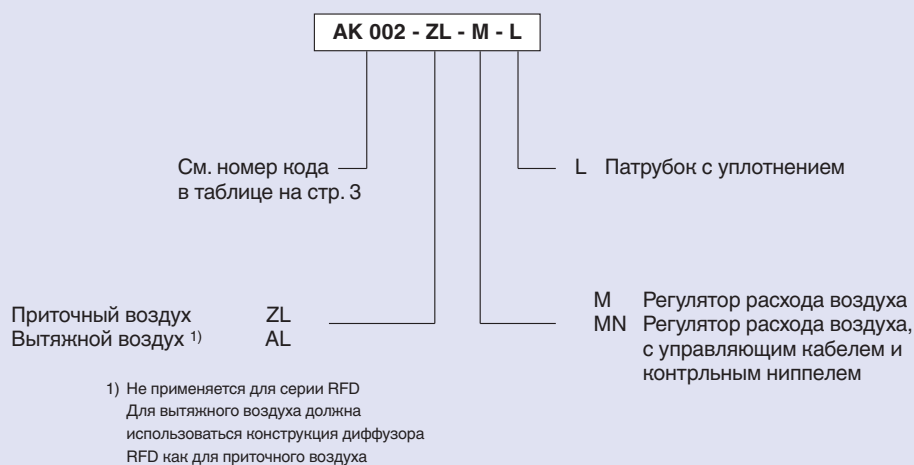 AK 002 - ZL - M - L
См. номер кода
в таблице на стр. 3
L Патрубок с уплотнением
Приточный воздух ZL
Вытяжной воздух 1) AL
M Регулятор расхода воздуха
MN Регулятор расхода воздуха,
с управляющим кабелем и
контрльным ниппелем
1) Не применяется для серии RFD
Для вытяжного воздуха должна
использоваться конструкция диффузора
RFD как для приточного воздуха